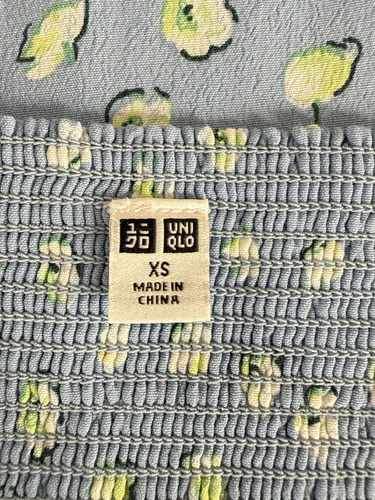 ユニ UNI
クロ QLO
XS
MADE IN
CHINA